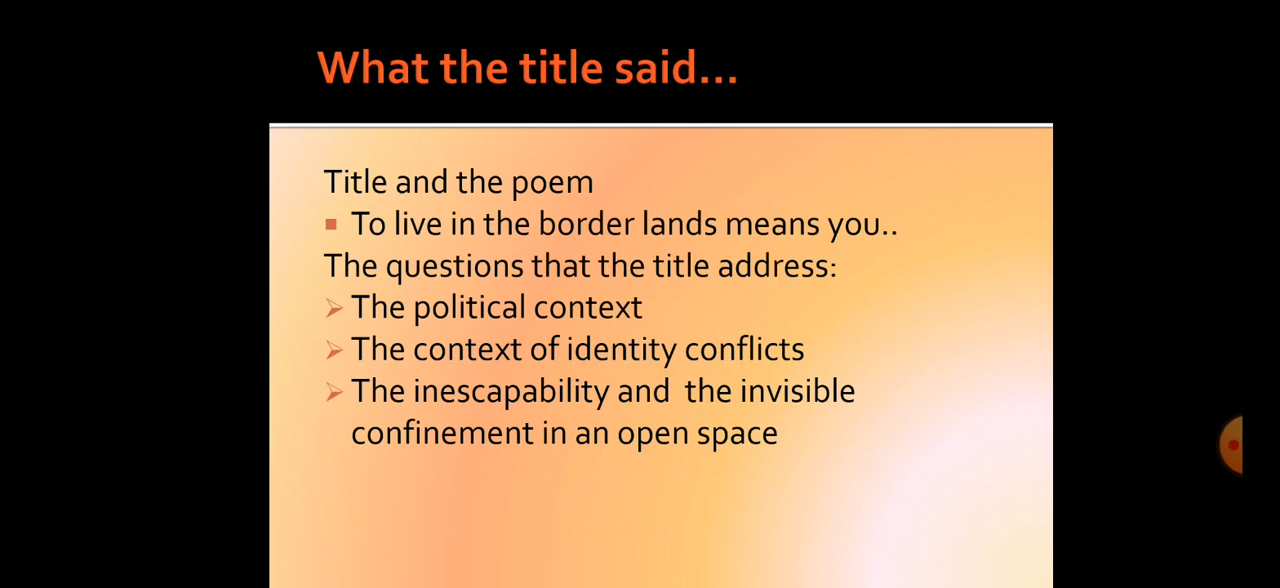 What the title said...
Title and the poem
To live in the border lands means you..
The questions that the title address:
The political context
The context of identity conflicts
The inescapability and  the invisible
confinement in an open space